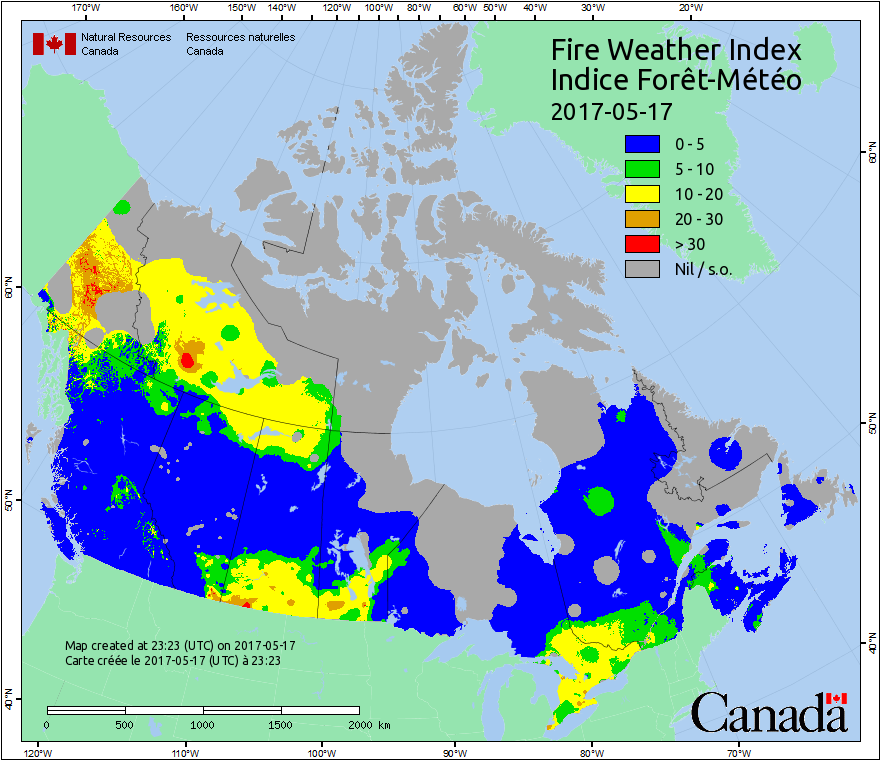 170°W 160°W 150°W 140°W 120°W 100°W 80°W 60°W 50°W 40°W 30°W 20°W
Natural Resources Ressources naturelles
Canada Canada
Fire Weather Index
Indice Forêt-Météo
2017-05-17
0 - 5
5 - 10
10 - 20
20 - 30
> 30
Nil / s.o.
60°N
60°N
50°N
50°N
40°N
40°N
Map created at 23:23 (UTC) on 2017-05-17
Carte créée le 2017-05-17 (UTC) à 23:23
0 500 1000 1500 2000 km
Canada
120°W 110°W 100°W 90°W 80°W 70°W